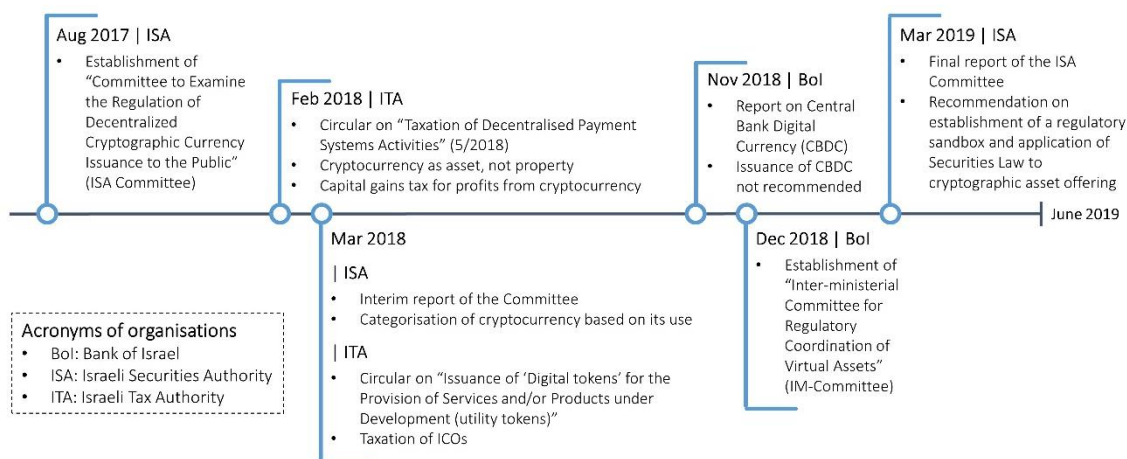 Aug 2017 | ISA
• Establishment of
“Committee to Examine
the Regulation of
Decentralized
Cryptographic Currency
Issuance to the Public”
(ISA Committee)
Feb 2018 | ITA
• Circular on “Taxation of Decentralised Payment
Systems Activities” (5/2018)
• Cryptocurrency as asset, not property
• Capital gains tax for profits from cryptocurrency
Mar 2018
| ISA
• Interim report of the Committee
• Categorisation of cryptocurrency based on its use
| ITA
• Circular on “Issuance of ‘Digital tokens’ for the
Provision of Services and/or Products under
Development (utility tokens)”
• Taxation of ICOs
Nov 2018 | BoI
• Report on Central
Bank Digital
Currency (CBDC)
• Issuance of CBDC
not recommended
Dec 2018 | BoI
• Establishment of
“Inter-ministerial
Committee for
Regulatory
Coordination of
Virtual Assets”
(IM-Committee)
Mar 2019 | ISA
• Final report of the ISA
Committee
• Recommendation on
establishment of a regulatory
sandbox and application of
Securities Law to
cryptographic asset offering
June 2019
Acronyms of organisations
• BoI: Bank of Israel
• ISA: Israeli Securities Authority
• ITA: Israeli Tax Authority